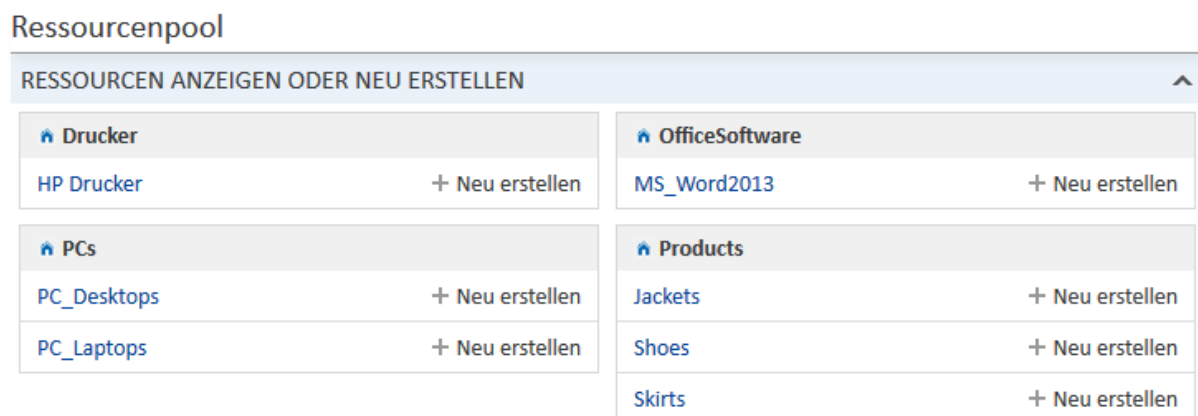 Ressourcenpool
RESSOURCEN ANZEIGEN ODER NEU ERSTELLEN
Drucker
HP Drucker + Neu erstellen
OfficeSoftware
MS_Word2013 + Neu erstellen
PCs
PC_Desktops + Neu erstellen
PC_Laptops + Neu erstellen
Products
Jackets + Neu erstellen
Shoes + Neu erstellen
Skirts + Neu erstellen